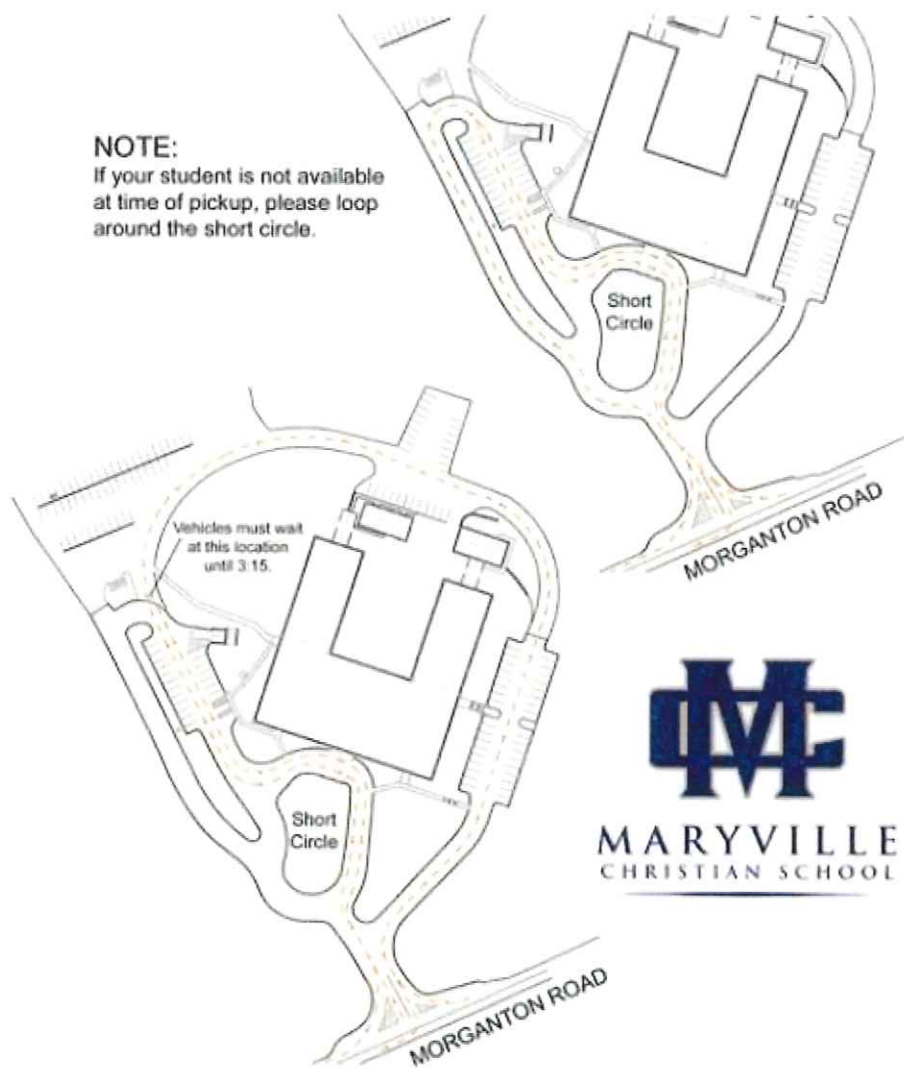 NOTE:
If your student is not available
at time of pickup, please loop
around the short circle.
Short
Circle
MORGANTON ROAD
Vehicles must wait
at this location
until 3:15.
Short
Circle
MORGANTON ROAD
MC
MARYVILLE
CHRISTIAN SCHOOL